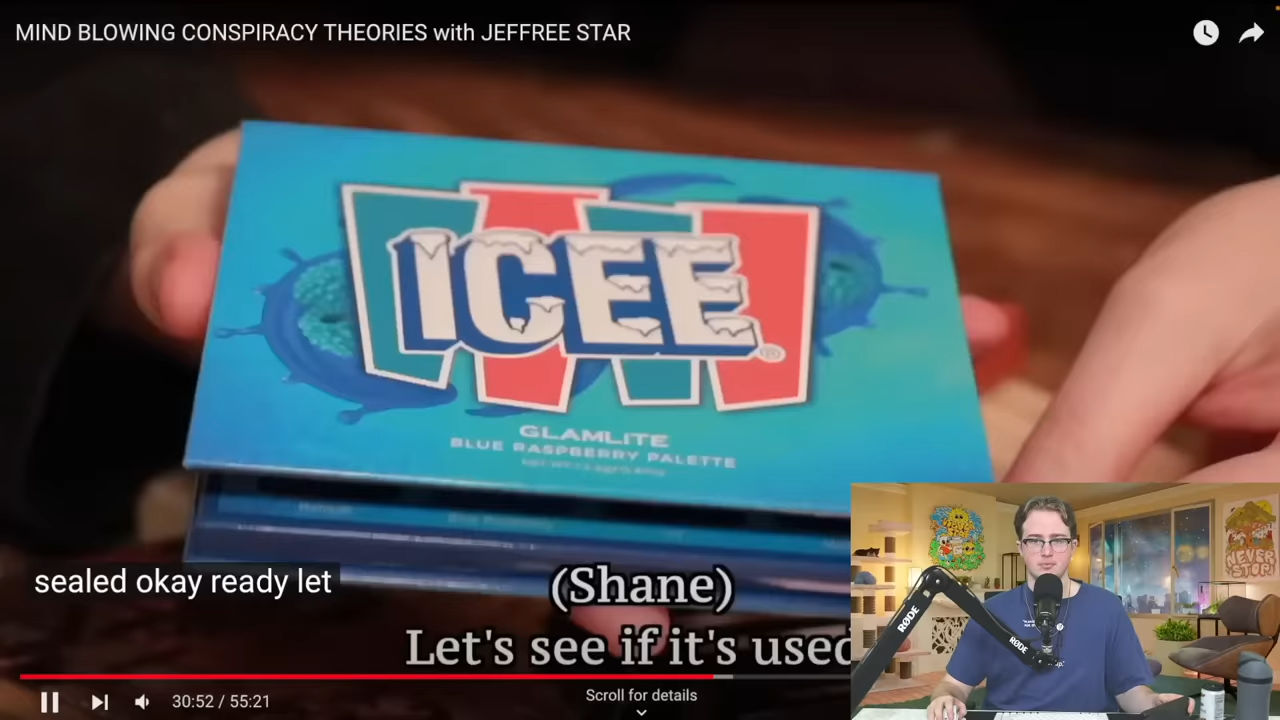 MIND BLOWING CONSPIRACY THEORIES with JEFFREE STAR
ICEE®
GLAMLITE
BLUE RASPBERRY PALETTE
sealed okay ready let
(Shane)
Let's see if it's used
NEVER
STOP!
RØDE
RØDE
30:52 / 55:21
Scroll for details